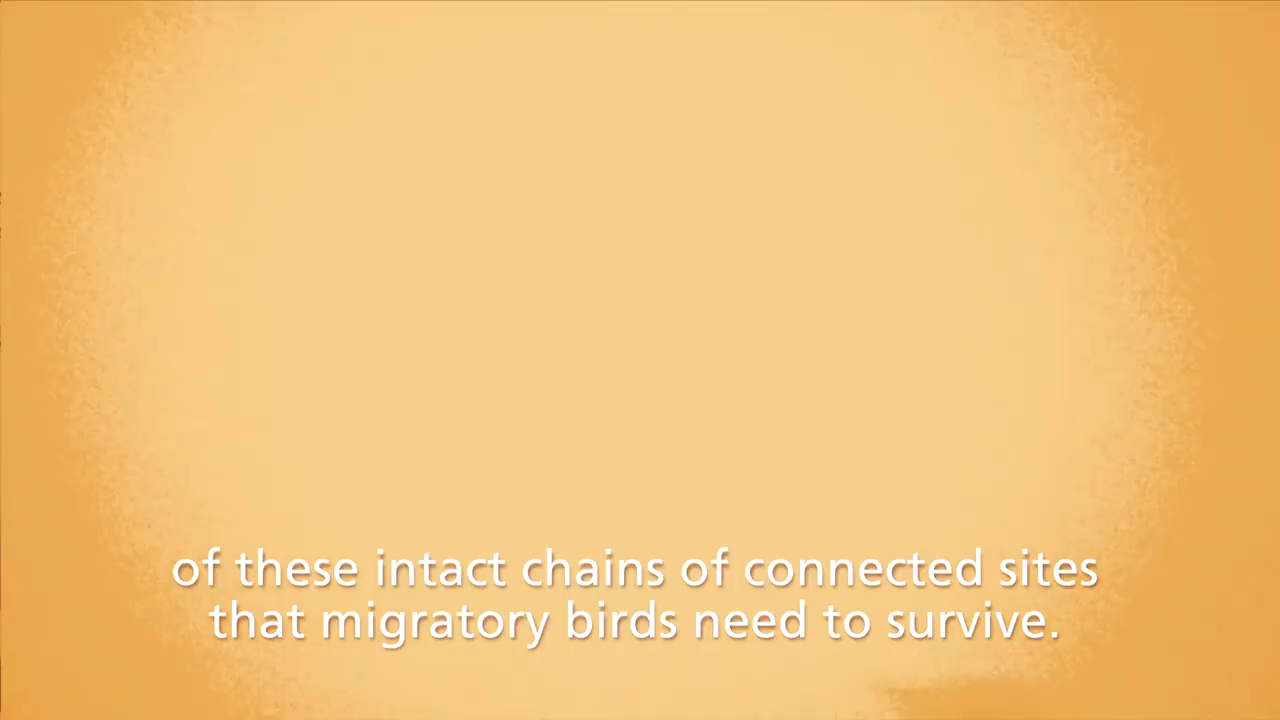 of these intact chains of connected sites
that migratory birds need to survive.